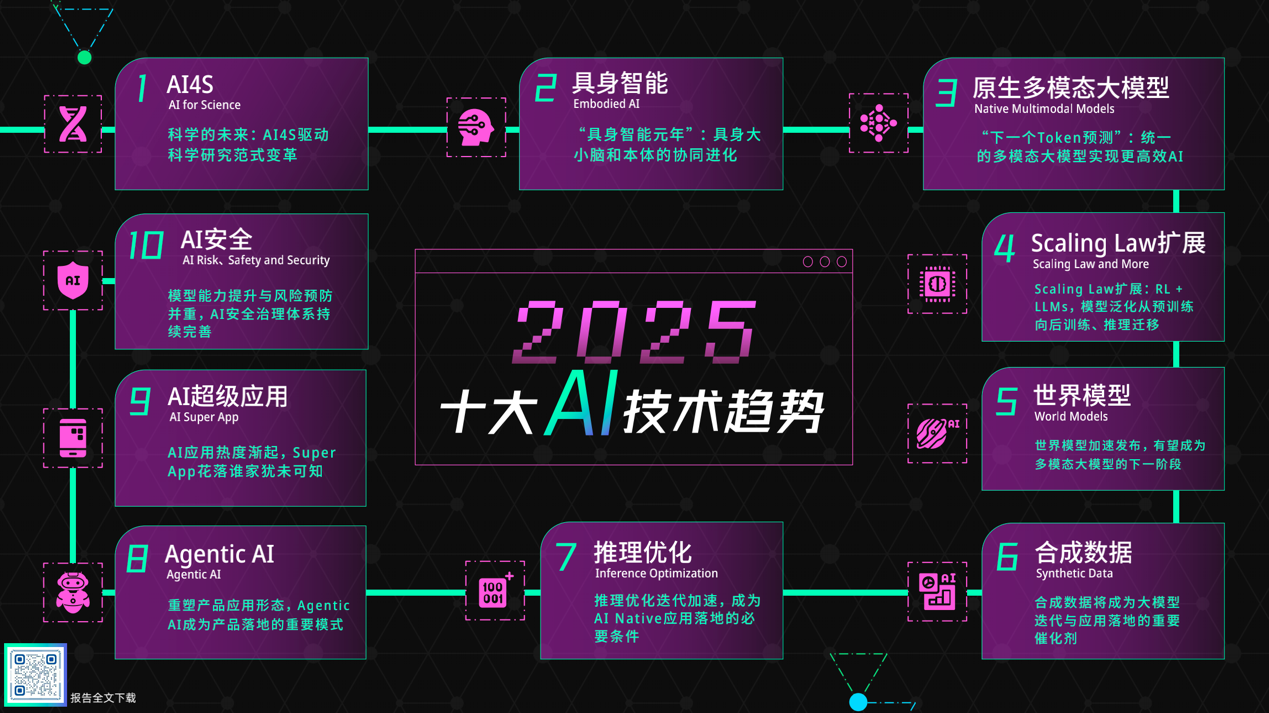 1
AI4S
AI for Science
科学的未来：AI4S驱动
科学研究范式变革
2
具身智能
Embodied AI
“具身智能元年”：具身大
小脑和本体的协同进化
3
原生多模态大模型
Native Multimodal Models
“下一个Token预测”：统一
的多模态大模型实现更高效AI
4
Scaling Law扩展
Scaling Law and More
Scaling Law扩展：RL +
LLMs，模型泛化从预训练
向后训练、推理迁移
5
世界模型
World Models
世界模型加速发布，有望成为
多模态大模型的下一阶段
AI
6
合成数据
Synthetic Data
合成数据将成为大模型
迭代与应用落地的重要
催化剂
AI
7
推理优化
Inference Optimization
推理优化迭代加速，成为
AI Native应用落地的必
要条件
100
001
8
Agentic AI
Agentic AI
重塑产品应用形态，Agentic
AI成为产品落地的重要模式
9
AI超级应用
AI Super App
AI应用热度渐起，Super
App花落谁家犹未可知
10
AI安全
AI Risk、Safety and Security
模型能力提升与风险预防
并重，AI安全治理体系持
续完善
AI
2025
十大AI技术趋势
报告全文下载